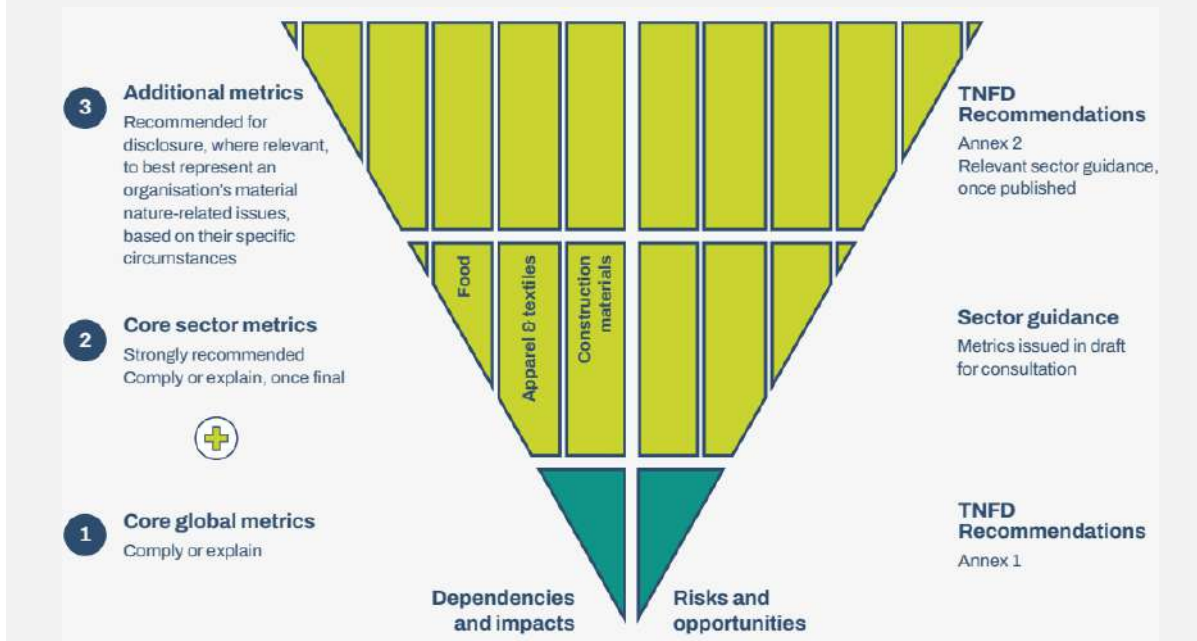 3
Additional metrics
Recommended for
disclosure, where relevant,
to best represent an
organisation's material
nature-related issues,
based on their specific
circumstances
TNFD
Recommendations
Annex 2
Relevant sector guidance,
once published
2
Core sector metrics
Strongly recommended
Comply or explain, once final
Food
Apparel & textiles
Construction
materials
Sector guidance
Metrics issued in draft
for consultation
1
Core global metrics
Comply or explain
TNFD
Recommendations
Annex 1
Dependencies
and impacts
Risks and
opportunities